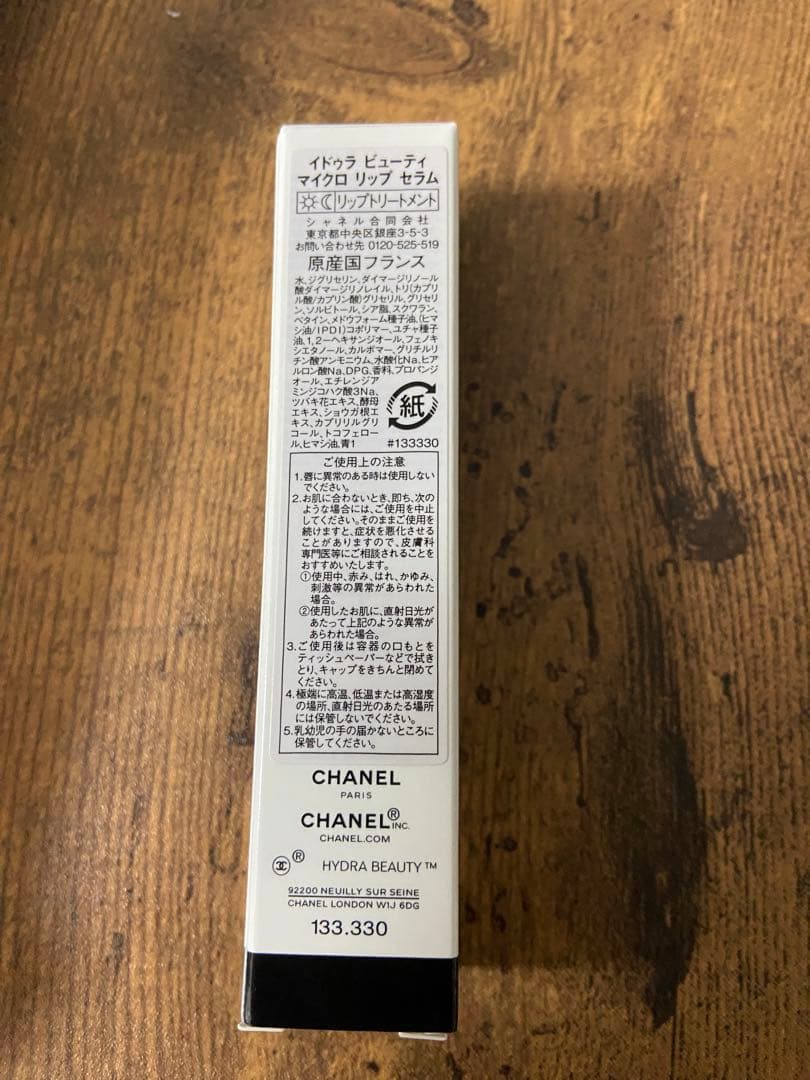 イドゥラ ビューティ
マイクロ リップ セラム
リップトリートメント
シャネル合同会社
東京都中央区銀座3-5-3
お問い合わせ先 0120-525-519
原産国フランス
水,ジグリセリン,ダイマージリノール
酸ダイマージリノレイル,トリ(カプリ
ル酸/カプリン酸)グリセリル,グリセリ
ン,ソルビトール,シア脂,スクワラン,
ベタイン,メドウフォーム種子油,(ヒマ
シ油/IPDI)コポリマー,ユチャ種子
油,1,2-ヘキサンジオール,フェノキ
シエタノール,カルボマー,グリチルリ
チン酸アンモニウム,水酸化Na,ヒア
ルロン酸Na,DPG,香料,プロパンジ
オール,エチレンジア
ミンジコハク酸3Na,
ツバキ花エキス,酵母
エキス,ショウガ根エ
キス,カプリリルグリ
コール,トコフェロー
ル,ヒマシ油,青1
紙
#133330
ご使用上の注意
1.唇に異常のある時は使用しない
でください。
2.お肌に合わないとき、即ち、次の
ような場合には、ご使用を中止
してください。そのままご使用を
続けますと、症状を悪化させる
ことがありますので、皮膚科
専門医等にご相談されることを
おすすめいたします。
①使用中、赤み、はれ、かゆみ、
刺激等の異常があらわれた
場合。
②使用したお肌に、直射日光が
あたって上記のような異常が
あらわれた場合。
3.ご使用後は容器の口もとを
ティッシュペーパーなどで拭き
とり、キャップをきちんと閉めて
ください。
4.極端に高温、低温または高湿度
の場所、直射日光のあたる場所
には保管しないでください。
5.乳幼児の手の届かないところに
保管してください。
CHANEL
PARIS
CHANEL® INC.
CHANEL.COM
® HYDRA BEAUTY™
92200 NEUILLY SUR SEINE
CHANEL LONDON W1J 6DG
133.330